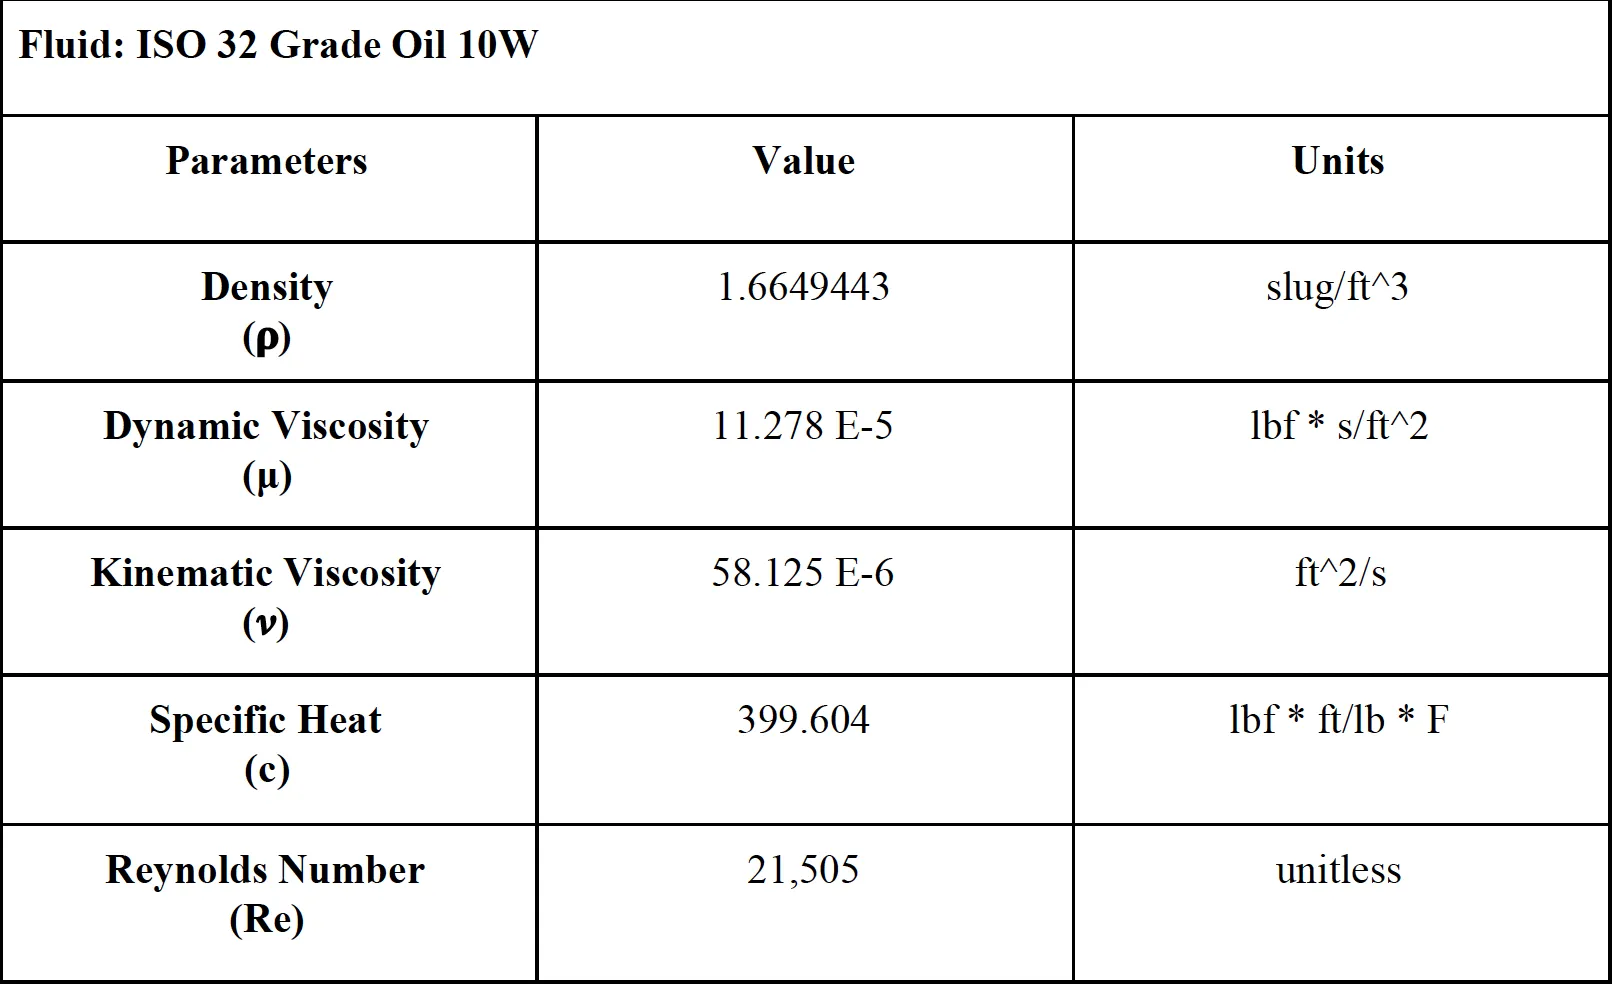 Fluid: ISO 32 Grade Oil 10W
Parameters Value Units
Density
(ρ)
1.6649443 slug/ft^3
Dynamic Viscosity
(μ)
11.278 E-5 lbf * s/ft^2
Kinematic Viscosity
(ν)
58.125 E-6 ft^2/s
Specific Heat
(c)
399.604 lbf * ft/lb * F
Reynolds Number
(Re)
21,505 unitless